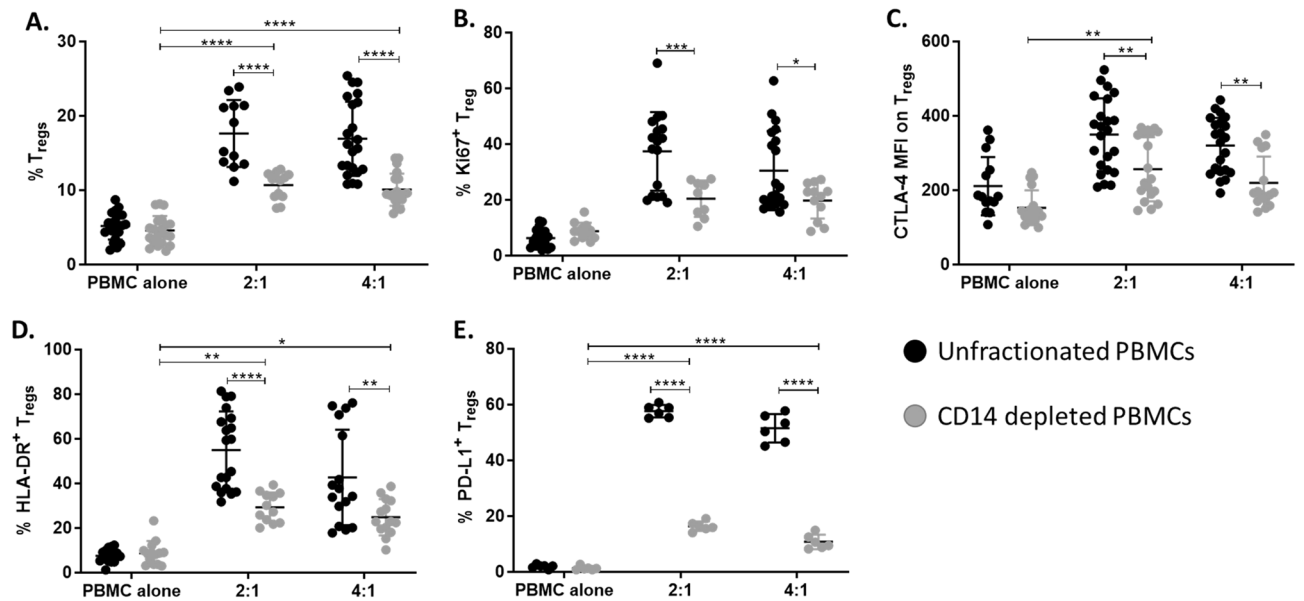 A.
****
****
****
****
30
20
10
0
% Tregs
PBMC alone 2:1 4:1
B.
***
*
80
60
40
20
0
% Ki67+ Treg
PBMC alone 2:1 4:1
C.
**
**
**
600
400
200
0
CTLA-4 MFI on Tregs
PBMC alone 2:1 4:1
D.
*
**
****
**
100
80
60
40
20
0
% HLA-DR+ Tregs
PBMC alone 2:1 4:1
E.
****
****
****
****
80
60
40
20
0
% PD-L1+ Tregs
PBMC alone 2:1 4:1
Unfractionated PBMCs
CD14 depleted PBMCs